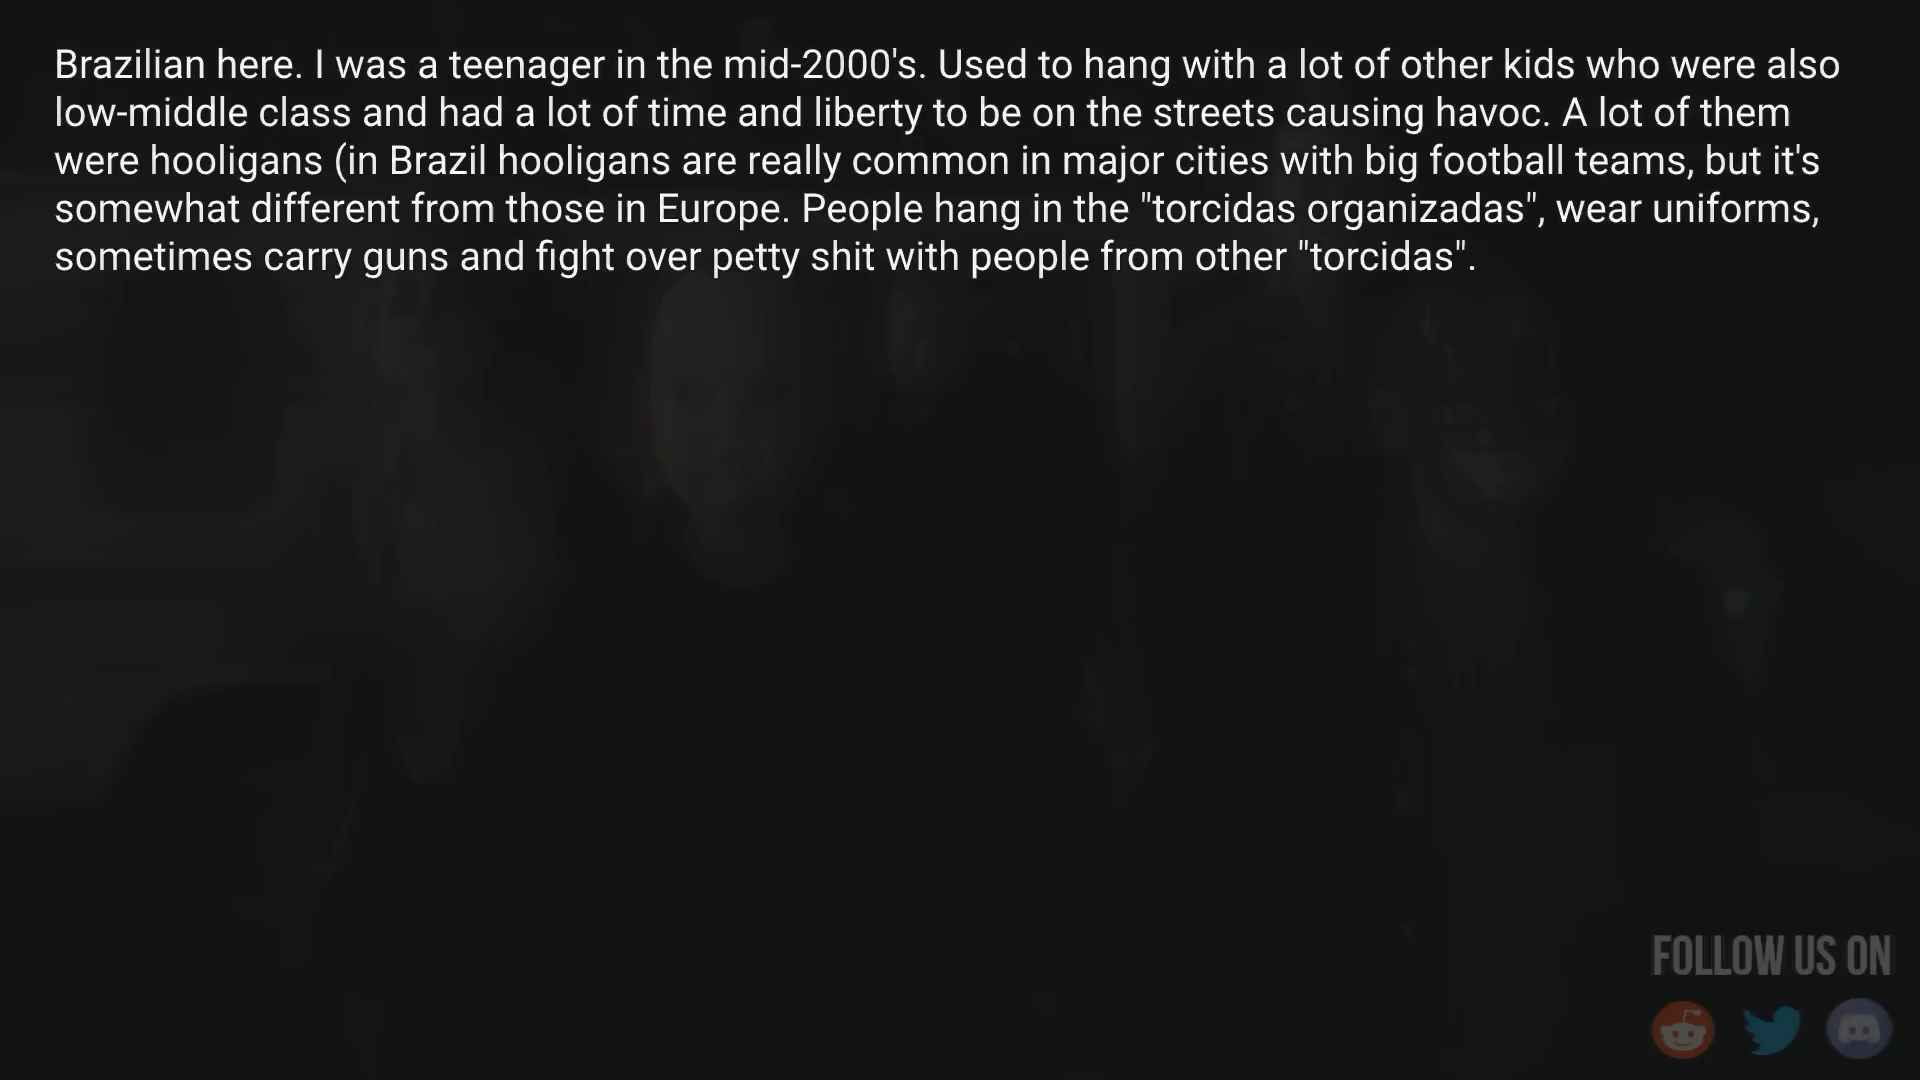 Brazilian here. I was a teenager in the mid-2000's. Used to hang with a lot of other kids who were also
low-middle class and had a lot of time and liberty to be on the streets causing havoc. A lot of them
were hooligans (in Brazil hooligans are really common in major cities with big football teams, but it's
somewhat different from those in Europe. People hang in the "torcidas organizadas", wear uniforms,
sometimes carry guns and fight over petty shit with people from other "torcidas".
FOLLOW US ON